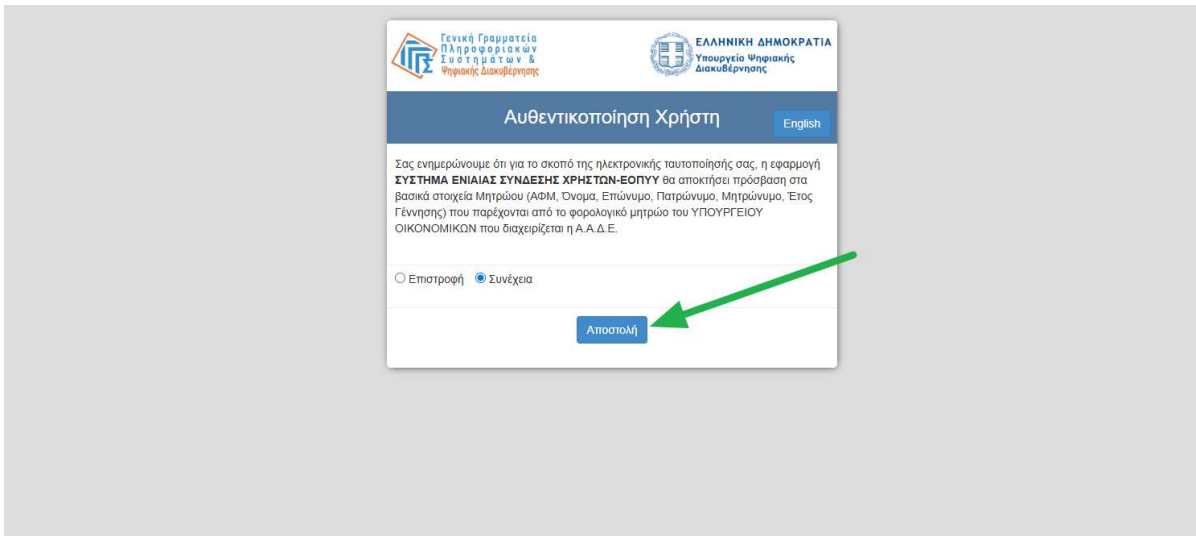 Γενική Γραμματεία
Πληροφοριακών
Συστημάτων &
Ψηφιακής Διακυβέρνησης
ΕΛΛΗΝΙΚΗ ΔΗΜΟΚΡΑΤΙΑ
Υπουργείο Ψηφιακής
Διακυβέρνησης
Αυθεντικοποίηση Χρήστη
English
Σας ενημερώνουμε ότι για το σκοπό της ηλεκτρονικής ταυτοποίησής σας, η εφαρμογή
ΣΥΣΤΗΜΑ ΕΝΙΑΙΑΣ ΣΥΝΔΕΣΗΣ ΧΡΗΣΤΩΝ-ΕΟΠΥΥ θα αποκτήσει πρόσβαση στα
βασικά στοιχεία Μητρώου (ΑΦΜ, Όνομα, Επώνυμο, Πατρώνυμο, Μητρώνυμο, Έτος
Γέννησης) που παρέχονται από το φορολογικό μητρώο του ΥΠΟΥΡΓΕΙΟΥ
ΟΙΚΟΝΟΜΙΚΩΝ που διαχειρίζεται η Α.Α.Δ.Ε.
Επιστροφή Συνέχεια
Αποστολή